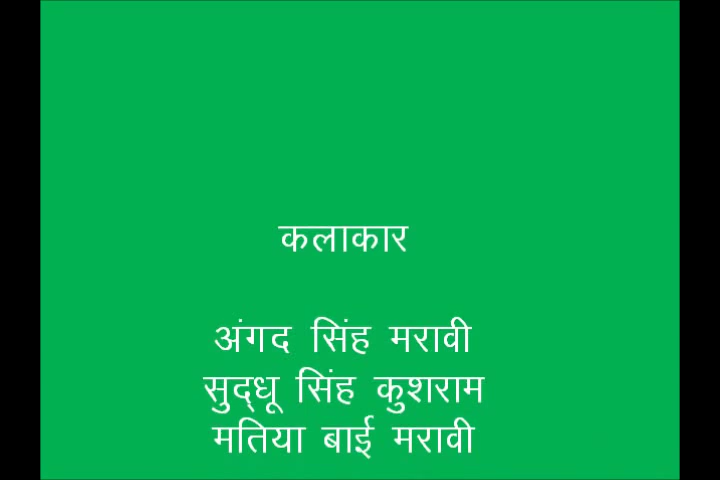 कलाकार
अंगद सिंह मरावी
सुद्धू सिंह कुशराम
मतिया बाई मरावी